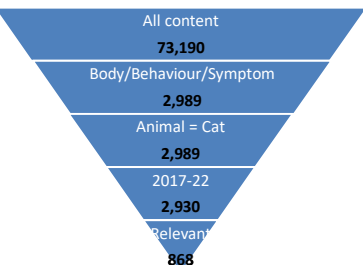 All content
73,190
Body/Behaviour/Symptom
2,989
Animal = Cat
2,989
2017-22
2,930
Relevant
868